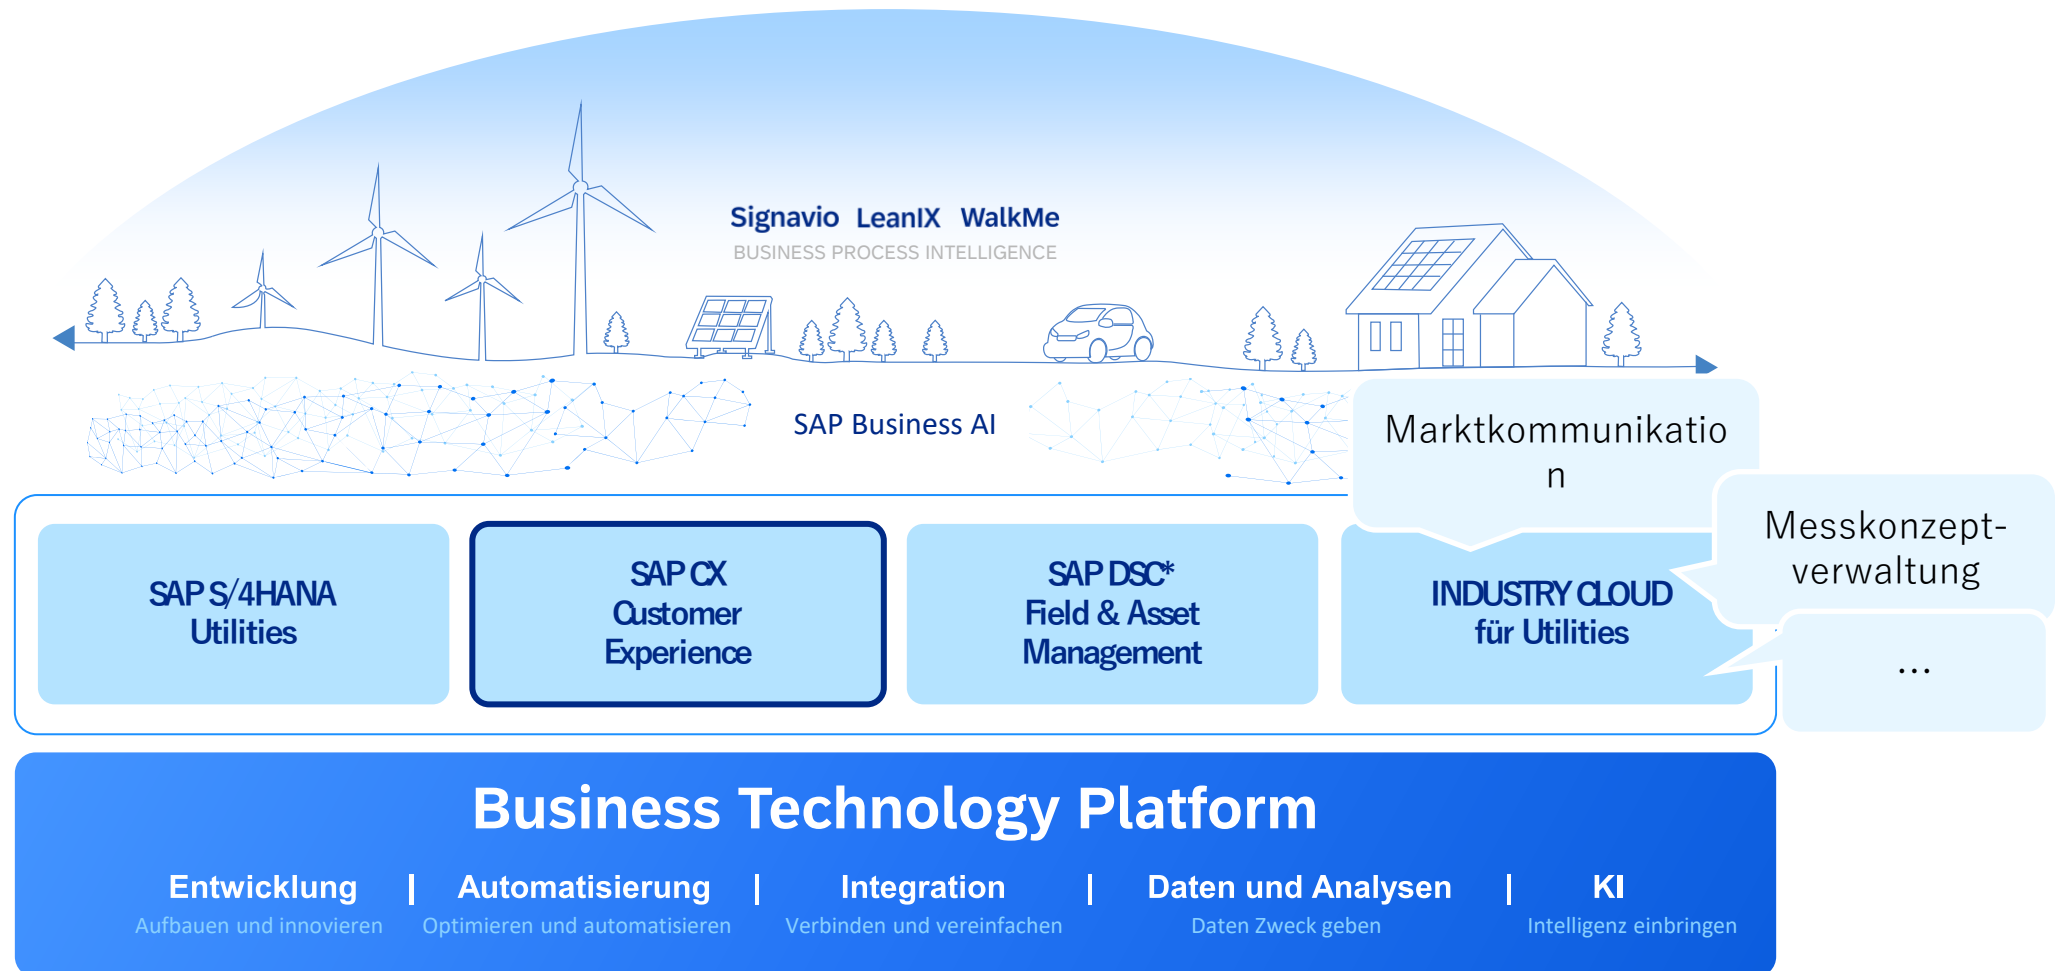 Signavio LeanIX WalkMe
BUSINESS PROCESS INTELLIGENCE
SAP Business AI
Marktkommunikatio
n
Messkonzept-
verwaltung
...
SAP S/4HANA
Utilities
SAP CX
Customer
Experience
SAP DSC*
Field & Asset
Management
INDUSTRY CLOUD
für Utilities
Business Technology Platform
Entwicklung | Automatisierung | Integration | Daten und Analysen | KI
Aufbauen und innovieren Optimieren und automatisieren Verbinden und vereinfachen Daten Zweck geben Intelligenz einbringen